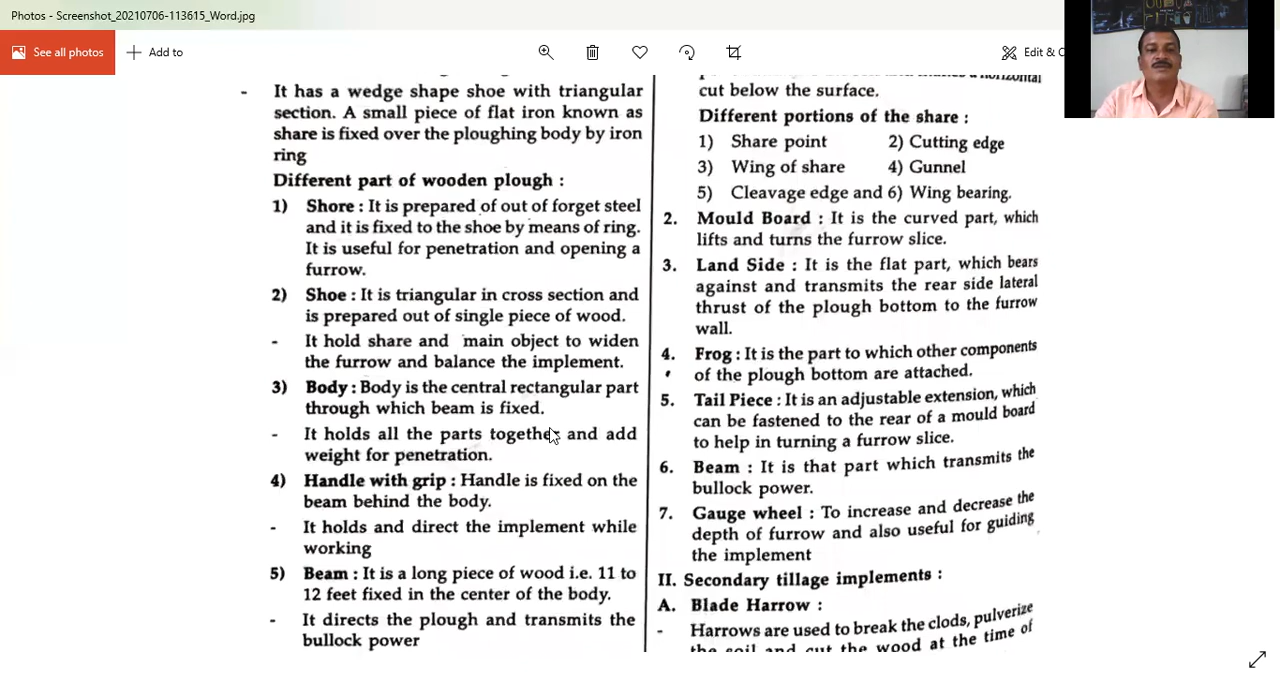 Photos - Screenshot_20210706-113615_Word.jpg
See all photos
Add to
Edit & C
- It has a wedge shape shoe with triangular
section. A small piece of flat iron known as
share is fixed over the ploughing body by iron
ring
Different part of wooden plough :
1) Shore : It is prepared of out of forget steel
and it is fixed to the shoe by means of ring.
It is useful for penetration and opening a
furrow.
2) Shoe : It is triangular in cross section and
is prepared out of single piece of wood.
- It hold share and main object to widen
the furrow and balance the implement.
3) Body : Body is the central rectangular part
through which beam is fixed.
- It holds all the parts together and add
weight for penetration.
4) Handle with grip : Handle is fixed on the
beam behind the body.
- It holds and direct the implement while
working
5) Beam : It is a long piece of wood i.e. 11 to
12 feet fixed in the center of the body.
- It directs the plough and transmits the
bullock power
horizontal
cut below the surface.
Different portions of the share :
1) Share point 2) Cutting edge
3) Wing of share 4) Gunnel
5) Cleavage edge and 6) Wing bearing.
2. Mould Board : It is the curved part, which
lifts and turns the furrow slice.
3. Land Side : It is the flat part, which bears
against and transmits the rear side lateral
thrust of the plough bottom to the furrow
wall.
4. Frog : It is the part to which other components
of the plough bottom are attached.
5. Tail Piece : It is an adjustable extension, which
can be fastened to the rear of a mould board
to help in turning a furrow slice.
6. Beam : It is that part which transmits the
bullock power.
7. Gauge wheel : To increase and decrease the
depth of furrow and also useful for guiding
the implement
II. Secondary tillage implements :
A. Blade Harrow :
- Harrows are used to break the clods, pulverize
the soil and cut the wood at the time of